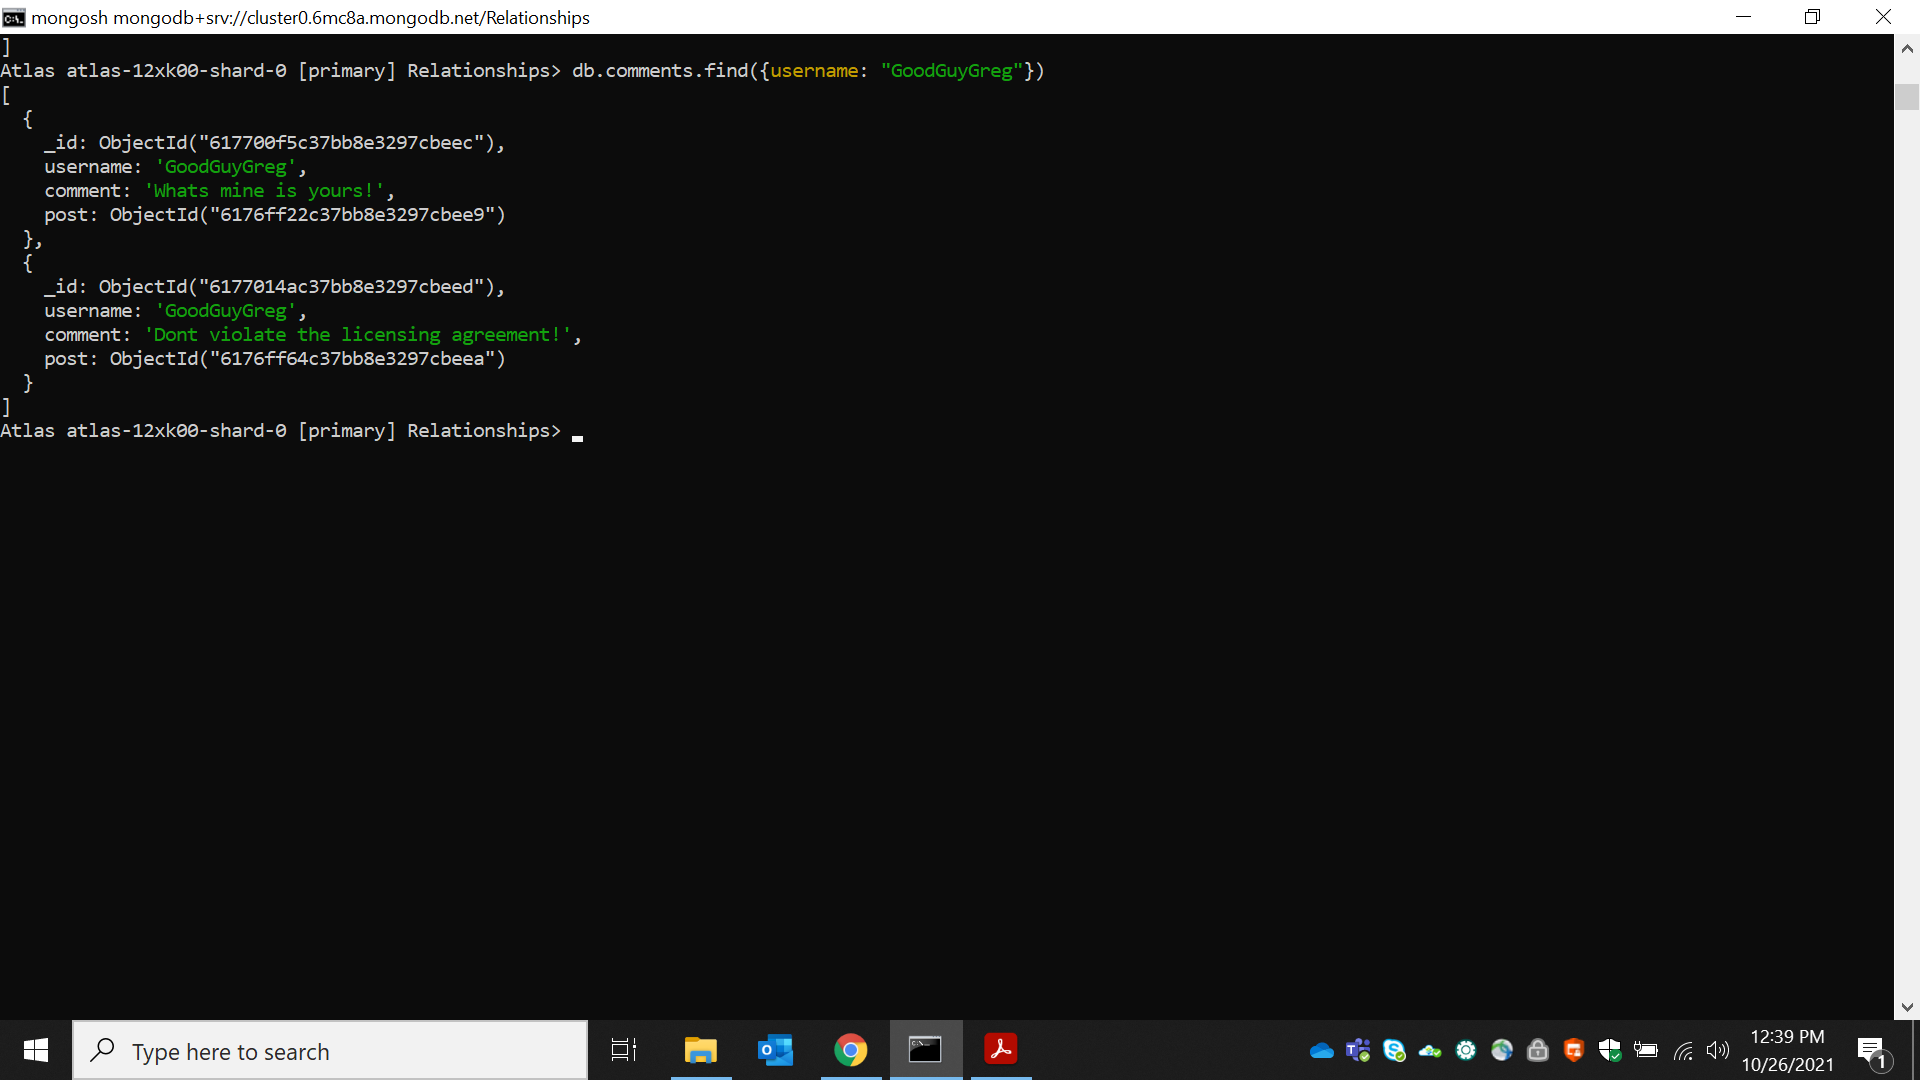 mongosh mongodb+srv://cluster0.6mc8a.mongodb.net/Relationships
]
Atlas atlas-12xk00-shard-0 [primary] Relationships> db.comments.find({username: "GoodGuyGreg"})
[
  {
    _id: ObjectId("617700f5c37bb8e3297cbeec"),
    username: 'GoodGuyGreg',
    comment: 'Whats mine is yours!',
    post: ObjectId("6176ff22c37bb8e3297cbee9")
  },
  {
    _id: ObjectId("6177014ac37bb8e3297cbeed"),
    username: 'GoodGuyGreg',
    comment: 'Dont violate the licensing agreement!',
    post: ObjectId("6176ff64c37bb8e3297cbeea")
  }
]
Atlas atlas-12xk00-shard-0 [primary] Relationships>
Type here to search
12:39 PM
10/26/2021
1